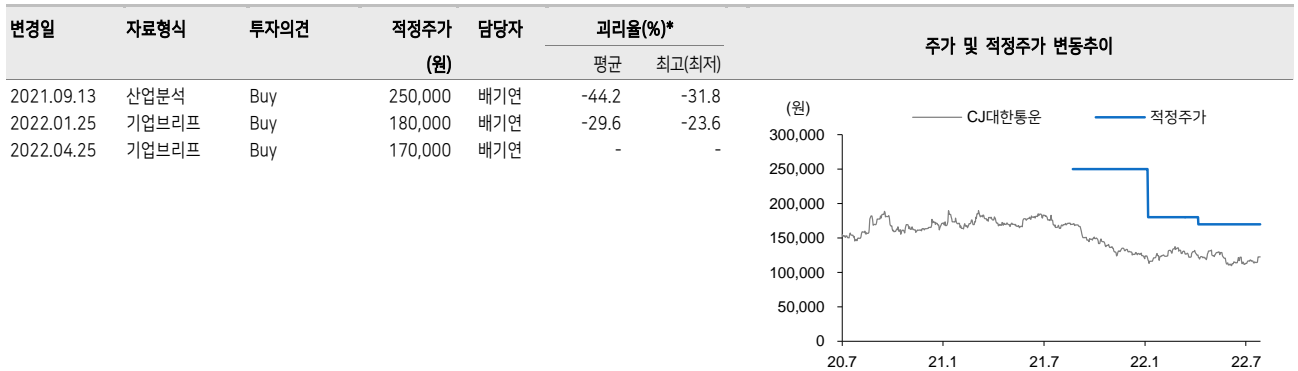 변경일 자료형식 투자의견 적정주가 담당자 괴리율(%)* 주가 및 적정주가 변동추이
(원) 평균 최고(최저)
2021.09.13 산업분석 Buy 250,000 배기연 -44.2 -31.8
2022.01.25 기업브리프 Buy 180,000 배기연 -29.6 -23.6
2022.04.25 기업브리프 Buy 170,000 배기연 - -
(원) CJ대한통운 적정주가
300,000
250,000
200,000
150,000
100,000
50,000
0
20.7 21.1 21.7 22.1 22.7